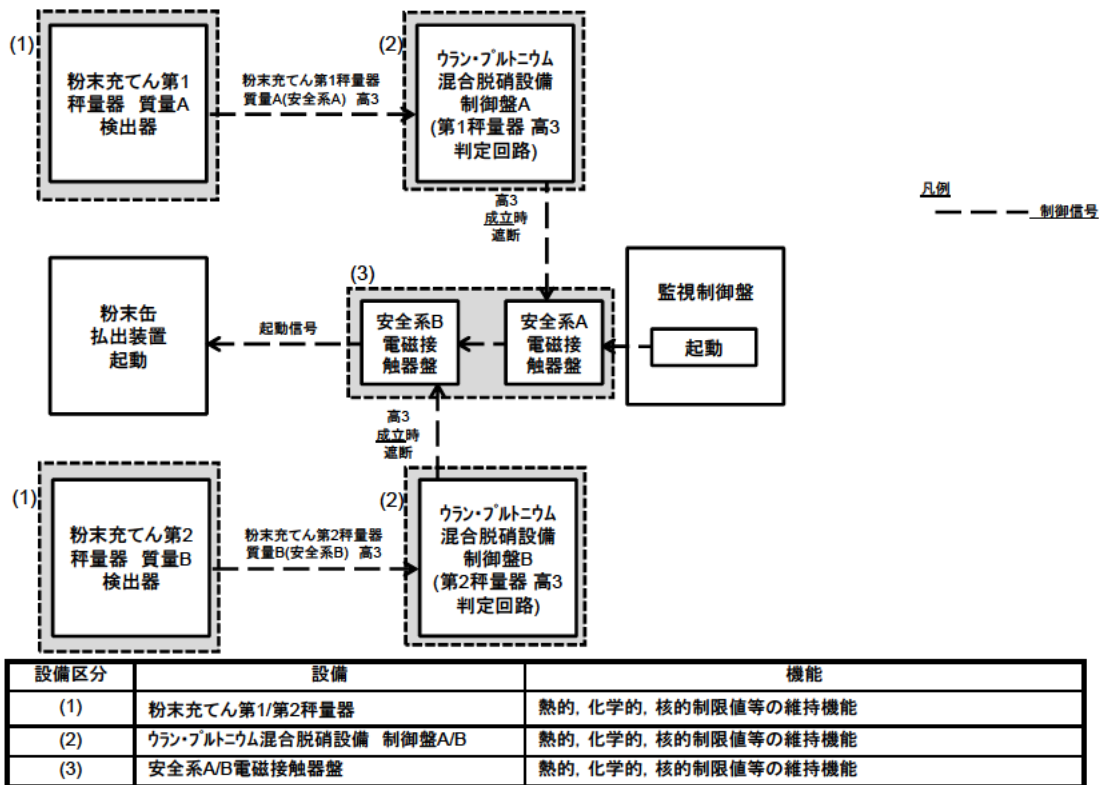 (1)
粉末充てん第1
秤量器 質量A
検出器
粉末充てん第1秤量器
質量A(安全系A) 高3
(2)
ウラン・プルトニウム
混合脱硝設備
制御盤A
(第1秤量器 高3
判定回路)
高3
成立時
遮断
凡例
制御信号
粉末缶
払出装置
起動
起動信号
(3)
安全系B
電磁接
触器盤
安全系A
電磁接
触器盤
監視制御盤
起動
高3
成立時
遮断
(1)
粉末充てん第2
秤量器 質量B
検出器
粉末充てん第2秤量器
質量B(安全系B) 高3
(2)
ウラン・プルトニウム
混合脱硝設備
制御盤B
(第2秤量器 高3
判定回路)
設備区分 設備 機能
(1) 粉末充てん第1/第2秤量器 熱的, 化学的, 核的制限値等の維持機能
(2) ウラン・プルトニウム混合脱硝設備 制御盤A/B 熱的, 化学的, 核的制限値等の維持機能
(3) 安全系A/B電磁接触器盤 熱的, 化学的, 核的制限値等の維持機能